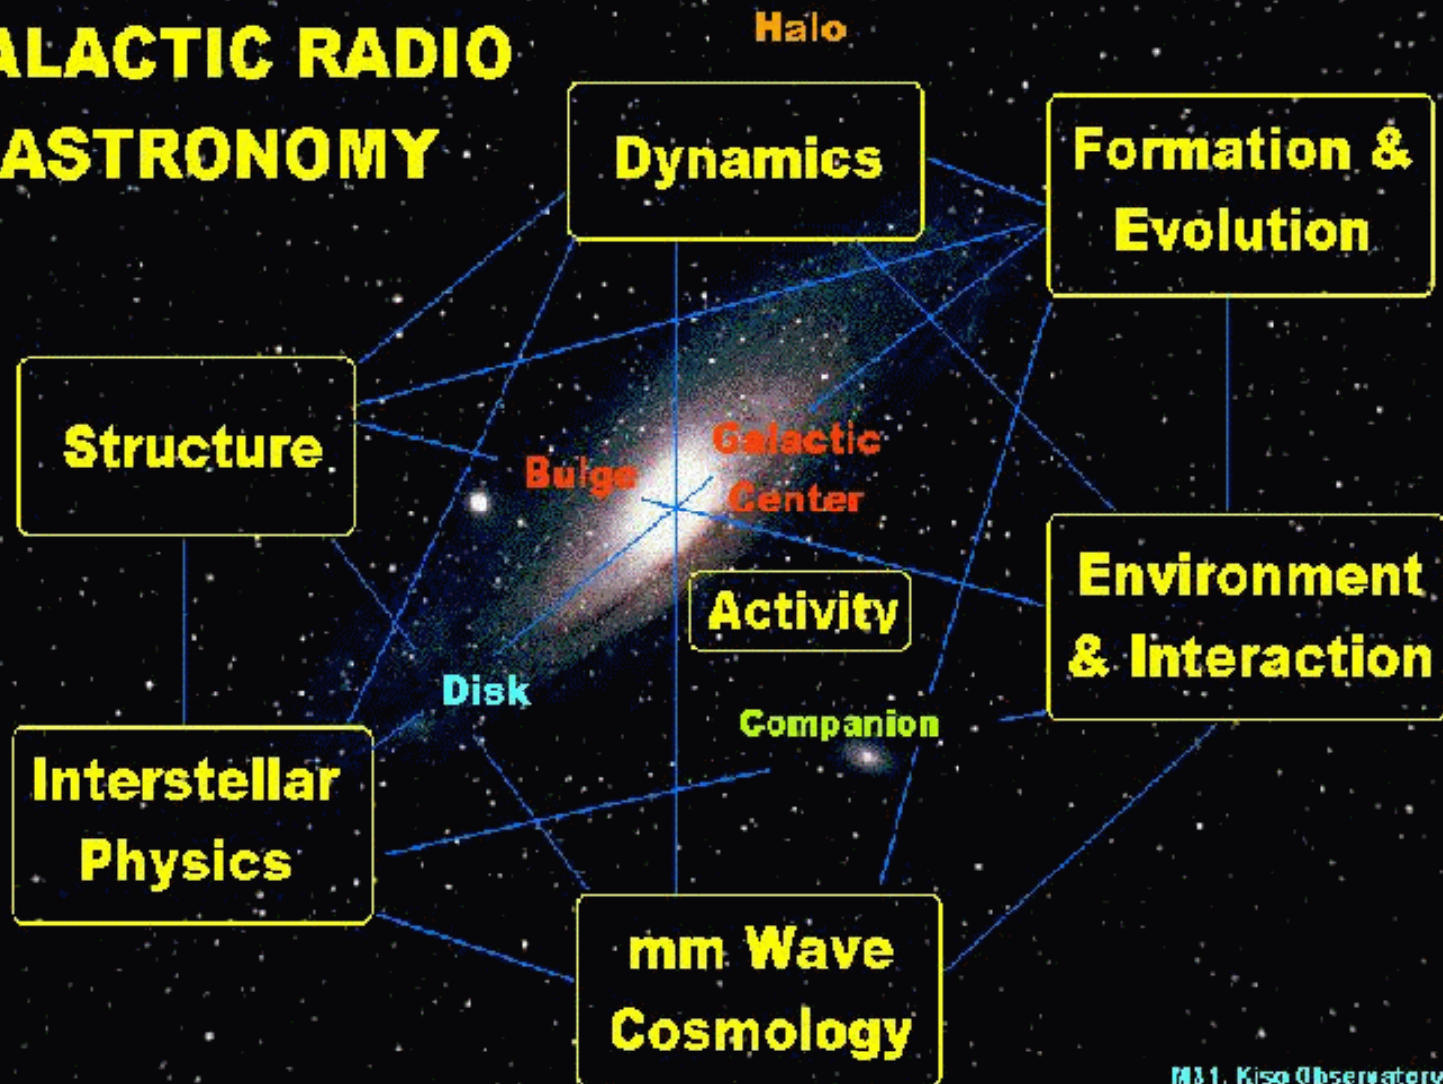 ALACTIC RADIO
ASTRONOMY
Halo
Dynamics
Formation &
Evolution
Structure
Bulge
Galactic
Center
Activity
Environment
& Interaction
Disk
Companion
Interstellar
Physics
mm Wave
Cosmology
M31, Kiso Observatory